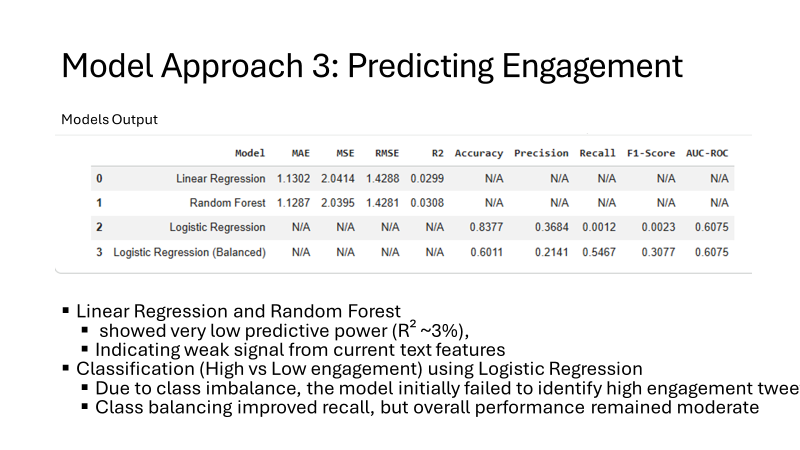 Model Approach 3: Predicting Engagement
Models Output
Model MAE MSE RMSE R2 Accuracy Precision Recall F1-Score AUC-ROC
0 Linear Regression 1.1302 2.0414 1.4288 0.0299 N/A N/A N/A N/A N/A
1 Random Forest 1.1287 2.0395 1.4281 0.0308 N/A N/A N/A N/A N/A
2 Logistic Regression N/A N/A N/A N/A 0.8377 0.3684 0.0012 0.0023 0.6075
3 Logistic Regression (Balanced) N/A N/A N/A N/A 0.6011 0.2141 0.5467 0.3077 0.6075
▪ Linear Regression and Random Forest
▪ showed very low predictive power (R² ~3%),
▪ Indicating weak signal from current text features
▪ Classification (High vs Low engagement) using Logistic Regression
▪ Due to class imbalance, the model initially failed to identify high engagement twee
▪ Class balancing improved recall, but overall performance remained moderate